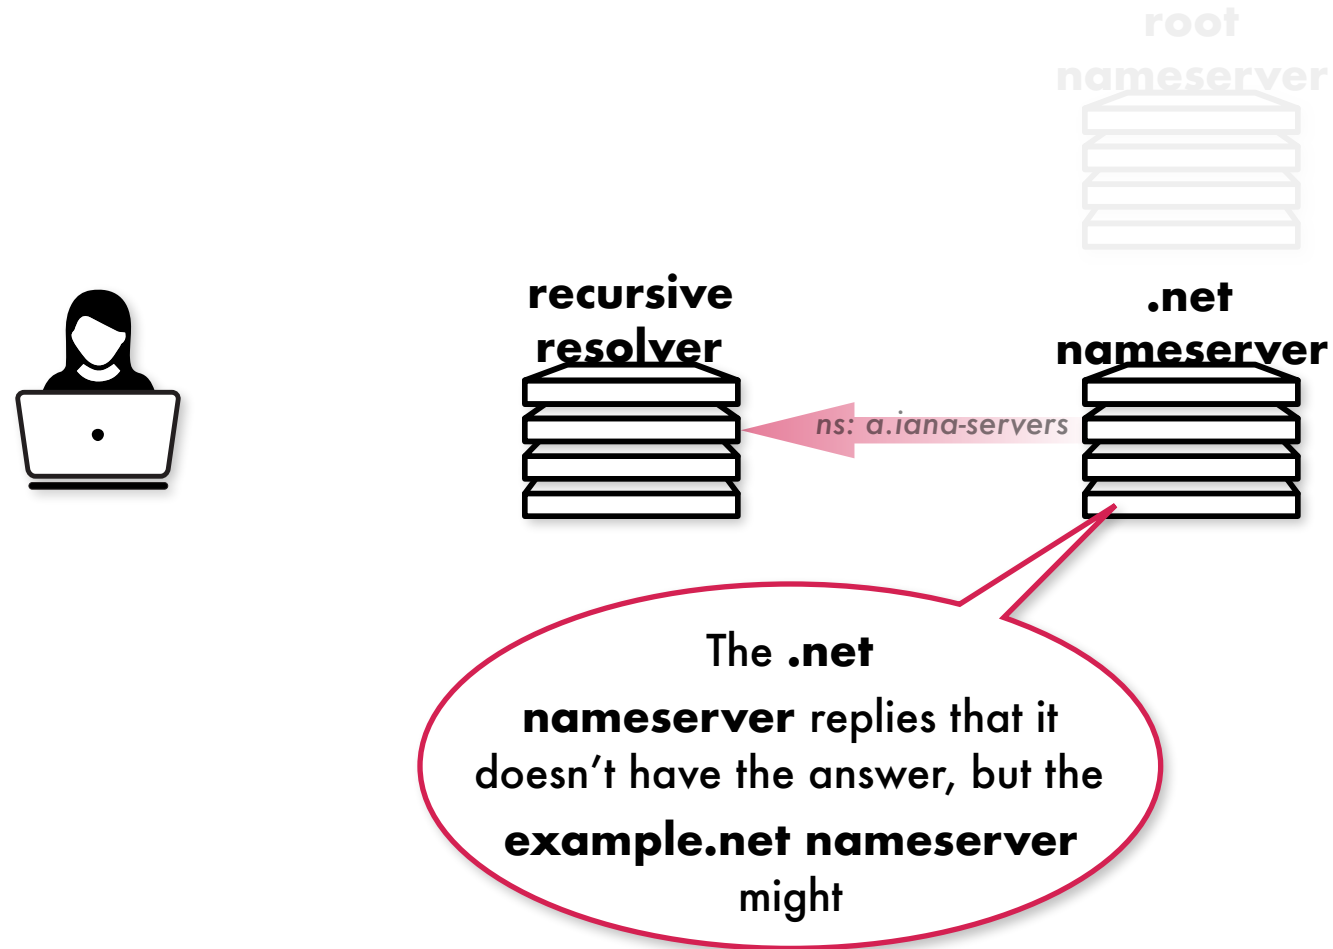 root
nameserver
recursive
resolver
.net
nameserver
ns: a.iana-servers
The .net
nameserver replies that it
doesn’t have the answer, but the
example.net nameserver
might